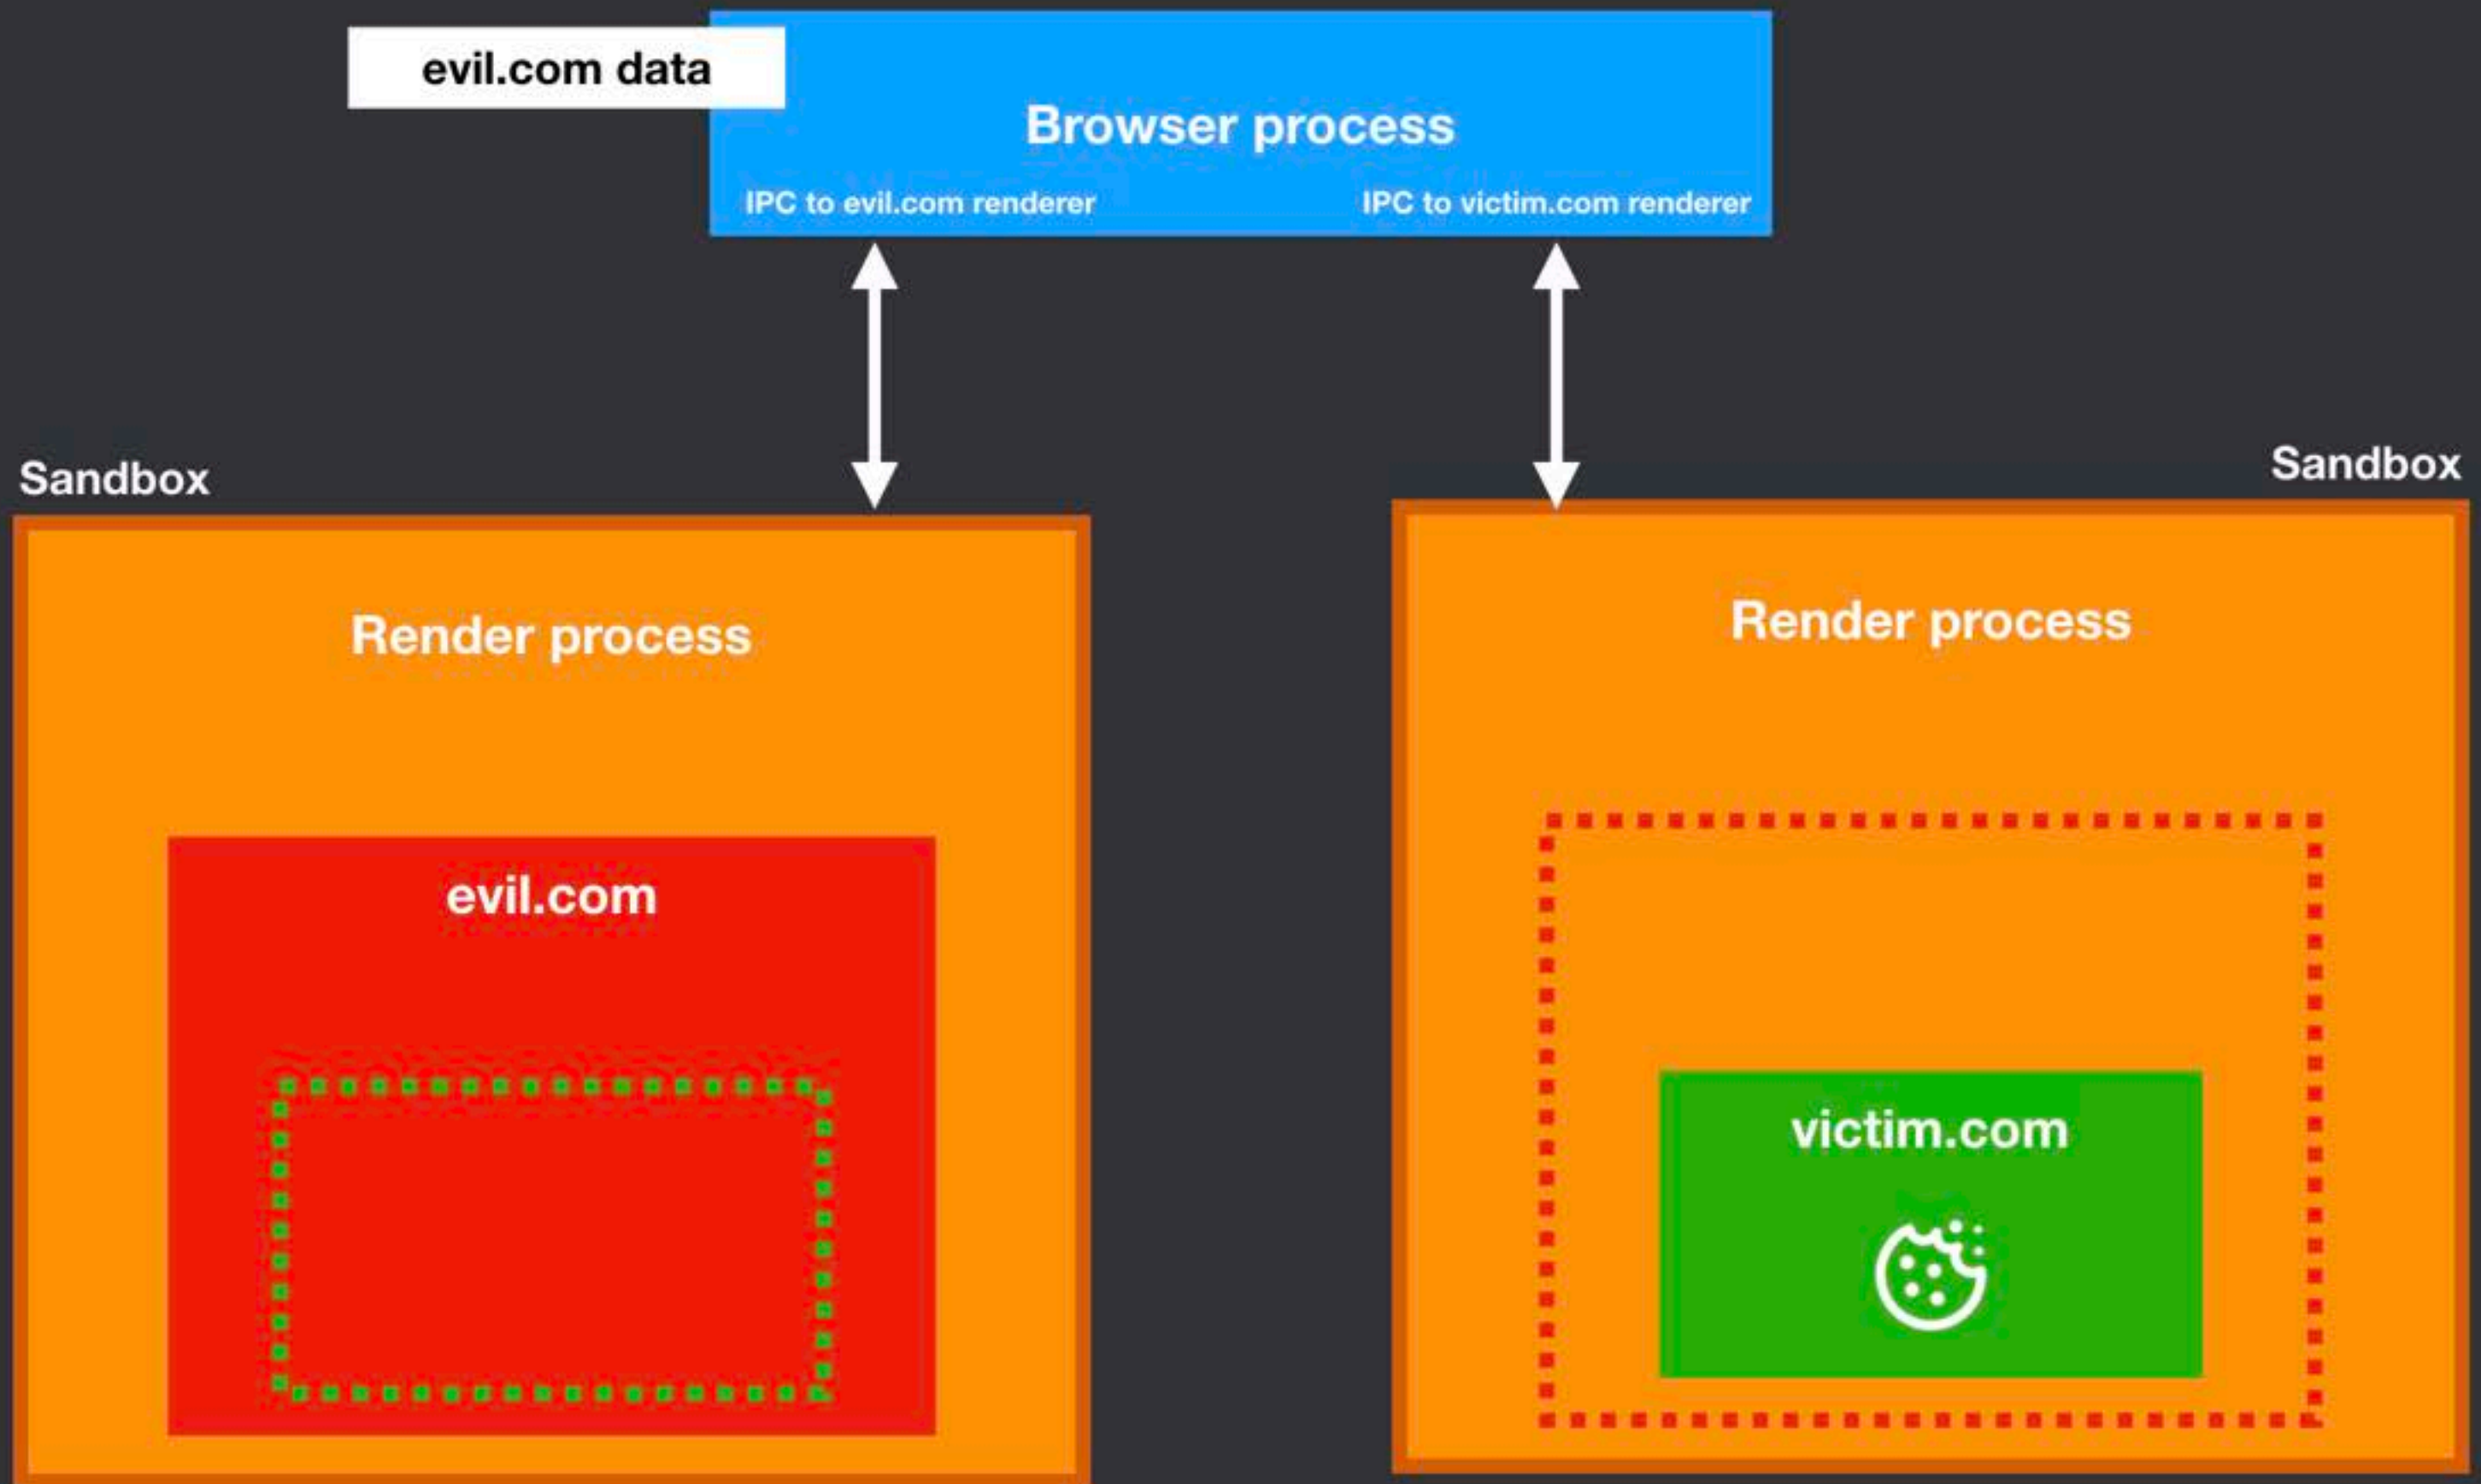 evil.com data
Browser process
IPC to evil.com renderer
IPC to victim.com renderer
Sandbox
Sandbox
Render process
Render process
evil.com
victim.com